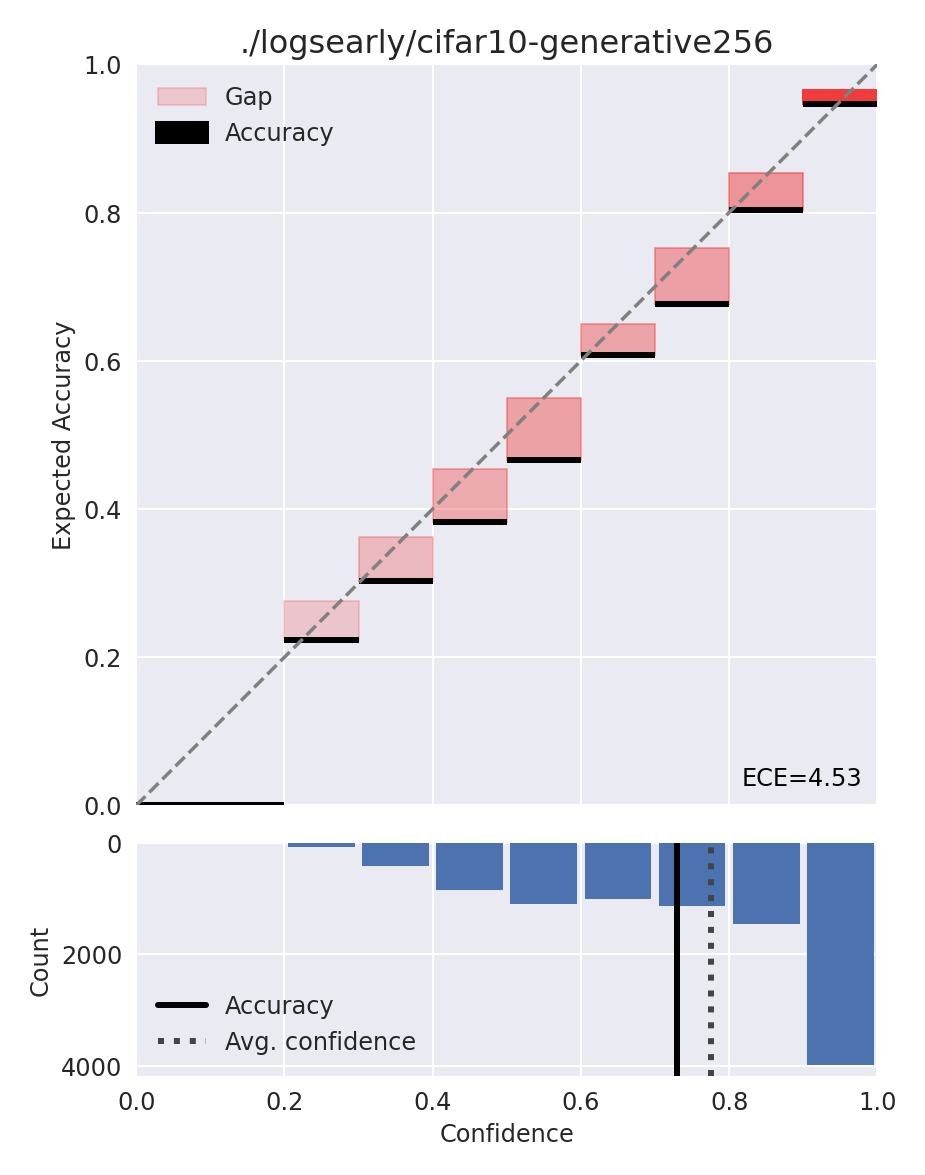 ./logsearly/cifar10-generative256
1.0
Gap
Accuracy
0.8
0.6
Expected Accuracy
0.4
0.2
ECE=4.53
0.0
0
Count
2000
Accuracy
Avg. confidence
4000
0.0 0.2 0.4 0.6 0.8 1.0
Confidence